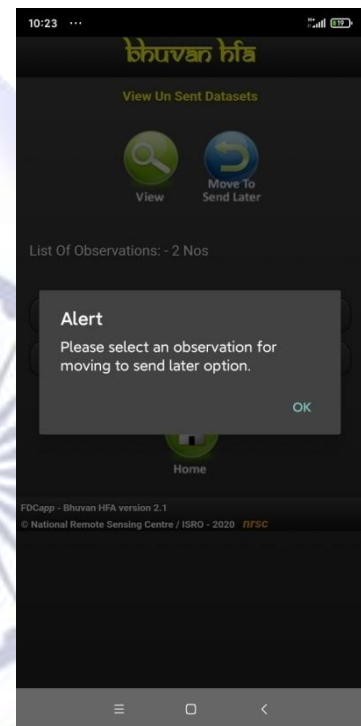 10:23 ...
bhuvan hfa
View Un Sent Datasets
View
Move To
Send Later
List Of Observations: - 2 Nos
Alert
Please select an observation for
moving to send later option.
OK
Home
FDCapp - Bhuvan HFA version 2.1
© National Remote Sensing Centre / ISRO - 2020 nrsc